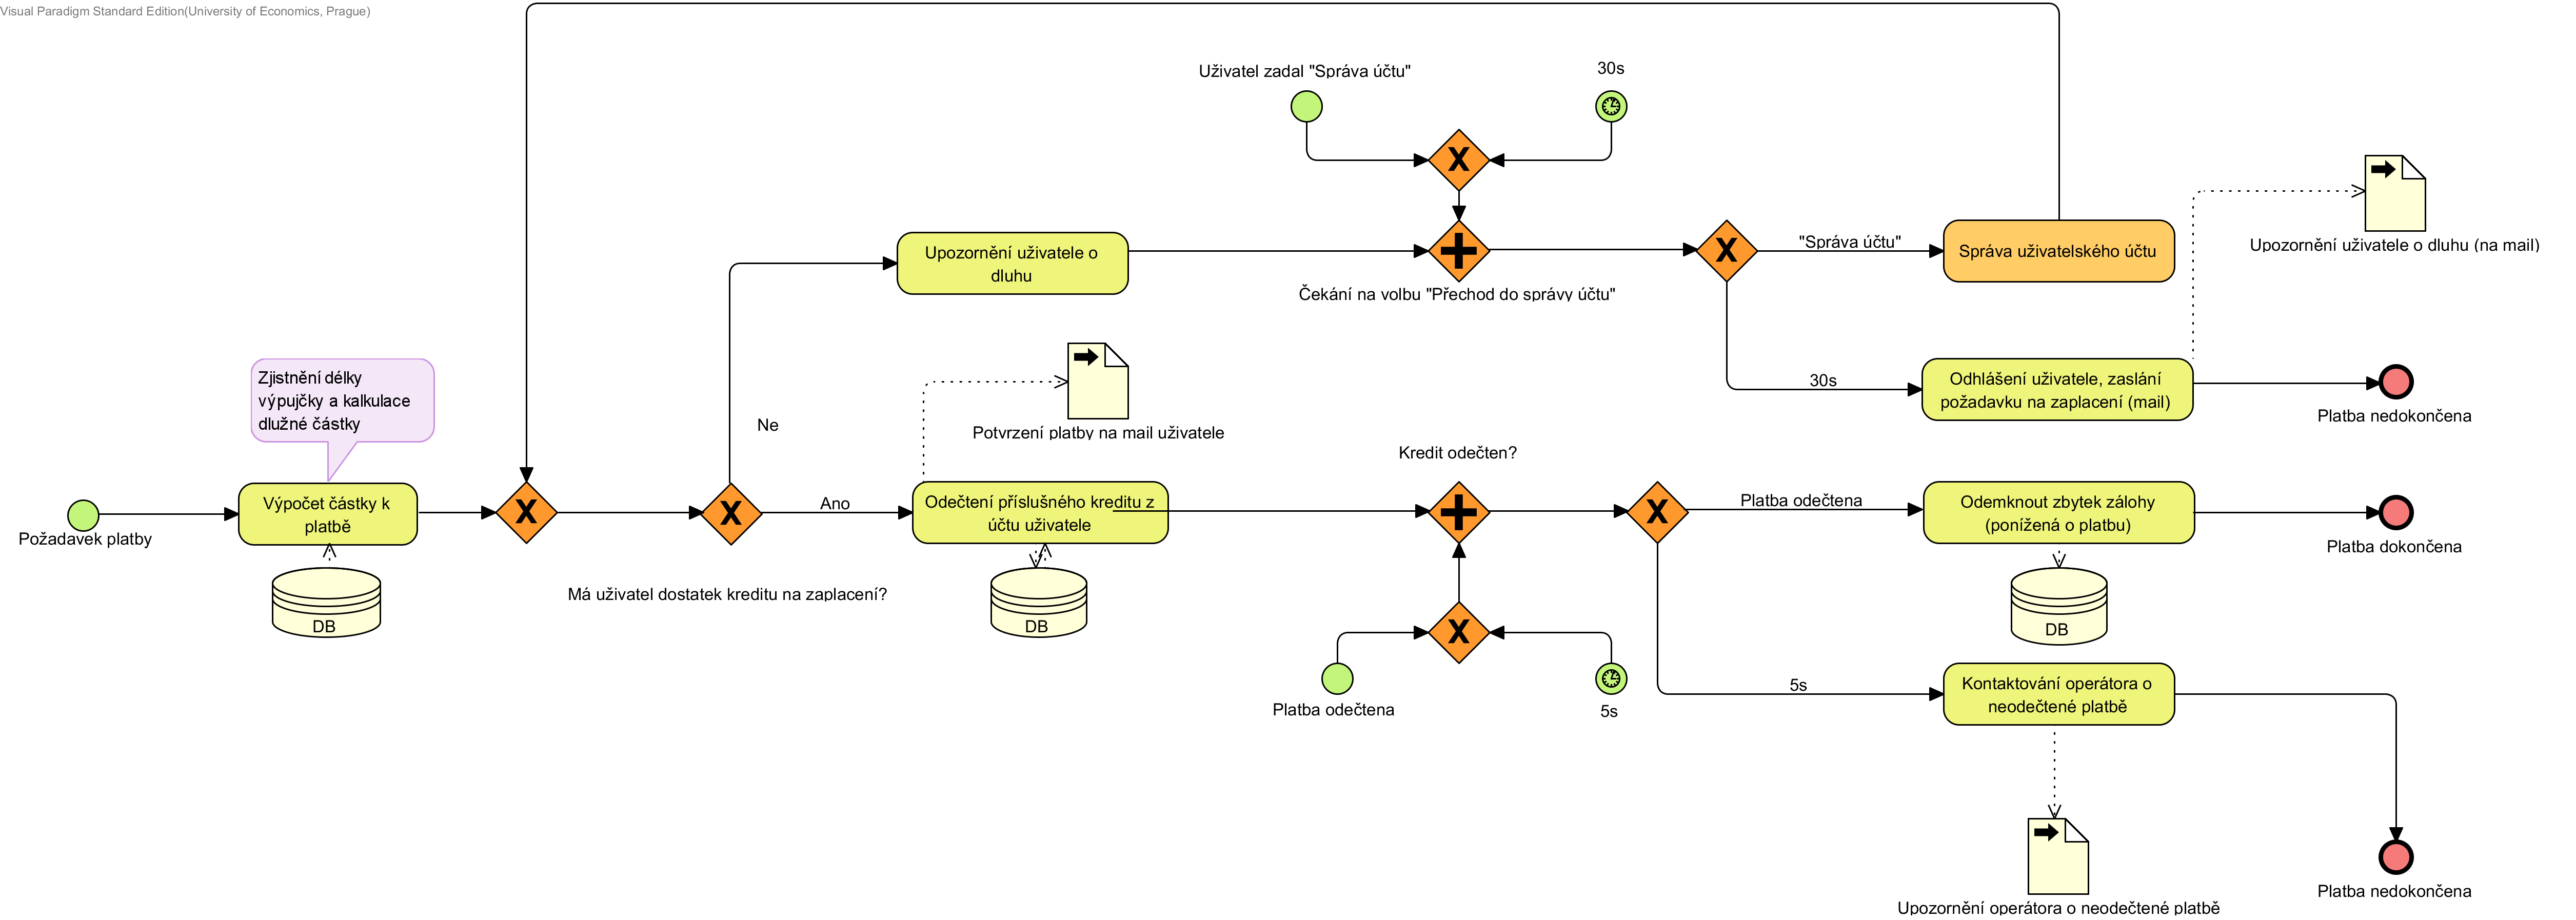 Visual Paradigm Standard Edition(University of Economics, Prague)
Uživatel zadal "Správa účtu"
30s
Upozornění uživatele o
dluhu
Čekání na volbu "Přechod do správy účtu"
"Správa účtu"
Správa uživatelského účtu
Upozornění uživatele o dluhu (na mail)
30s
Odhlášení uživatele, zaslání
požadavku na zaplacení (mail)
Platba nedokončena
Zjistnění délky
výpujčky a kalkulace
dlužné částky
Ne
Potvrzení platby na mail uživatele
Kredit odečten?
Požadavek platby
Výpočet částky k
platbě
DB
Má uživatel dostatek kreditu na zaplacení?
Ano
Odečtení příslušného kreditu z
účtu uživatele
DB
Platba odečtena
Odemknout zbytek zálohy
(ponížená o platbu)
DB
Platba dokončena
Platba odečtena
5s
5s
Kontaktování operátora o
neodečtené platbě
Upozornění operátora o neodečtené platbě
Platba nedokončena